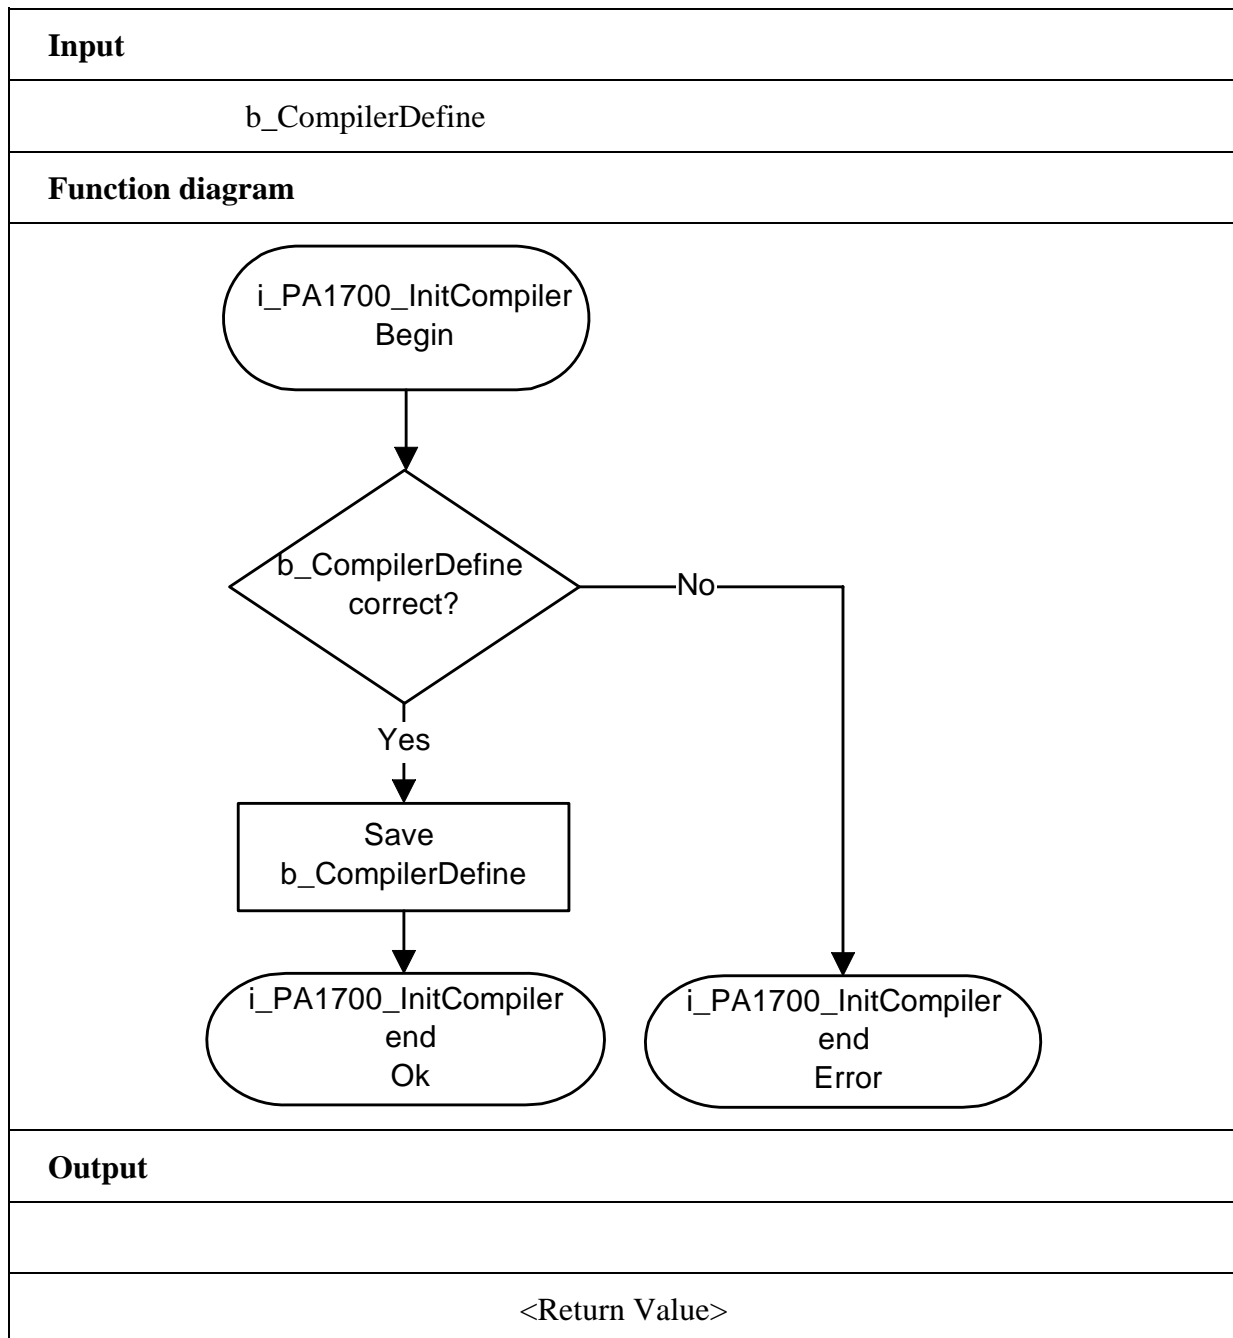 Input
b_CompilerDefine
Function diagram
i_PA1700_InitCompiler
Begin
b_CompilerDefine
correct?
No
Yes
Save
b_CompilerDefine
i_PA1700_InitCompiler
end
Ok
i_PA1700_InitCompiler
end
Error
Output
<Return Value>